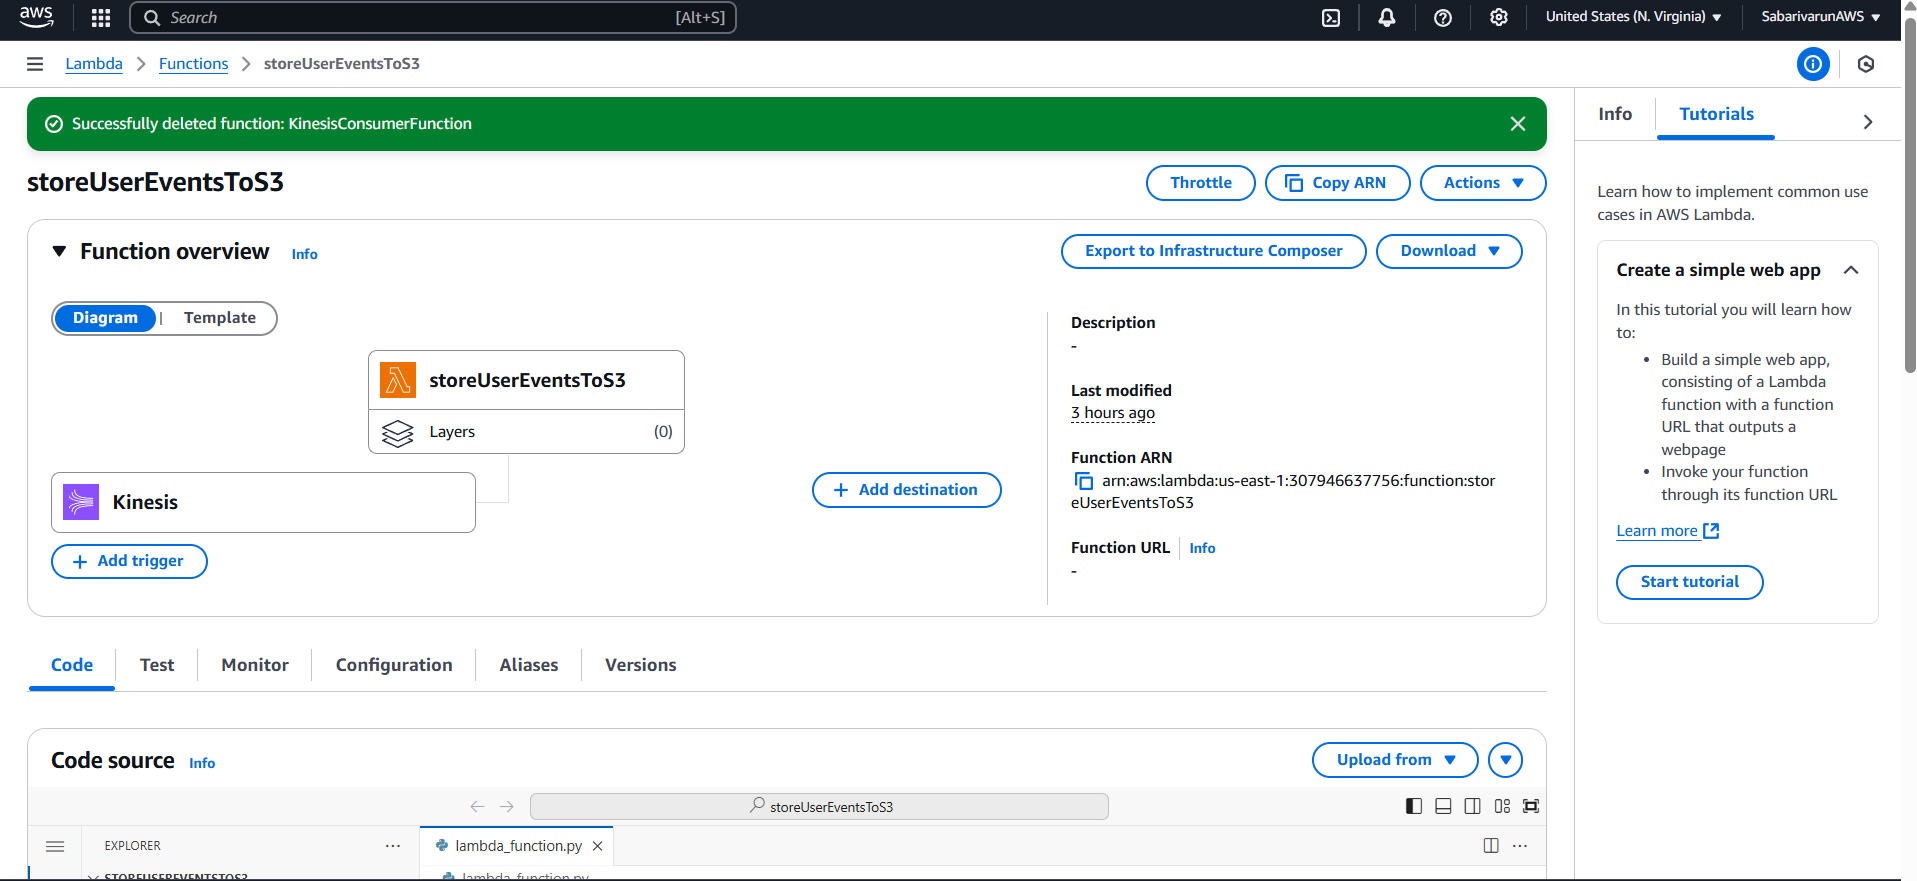 aws
Search [Alt+S]
United States (N. Virginia)
SabarivarunAWS
Lambda
Functions
storeUserEventsToS3
Successfully deleted function: KinesisConsumerFunction
storeUserEventsToS3
Throttle
Copy ARN
Actions
Function overview
Info
Export to Infrastructure Composer
Download
Diagram
Template
storeUserEventsToS3
Layers
(0)
Kinesis
+ Add trigger
+ Add destination
Description
-
Last modified
3 hours ago
Function ARN
arn:aws:lambda:us-east-1:307946637756:function:stor
eUserEventsToS3
Function URL
Info
-
Code
Test
Monitor
Configuration
Aliases
Versions
Code source
Info
Upload from
storeUserEventsToS3
EXPLORER
lambda_function.py
STOREUSEREVENTSTOS3
lambda_function.py
Info
Tutorials
Learn how to implement common use
cases in AWS Lambda.
Create a simple web app
In this tutorial you will learn how
to:
• Build a simple web app,
consisting of a Lambda
function with a function
URL that outputs a
webpage
• Invoke your function
through its function URL
Learn more
Start tutorial